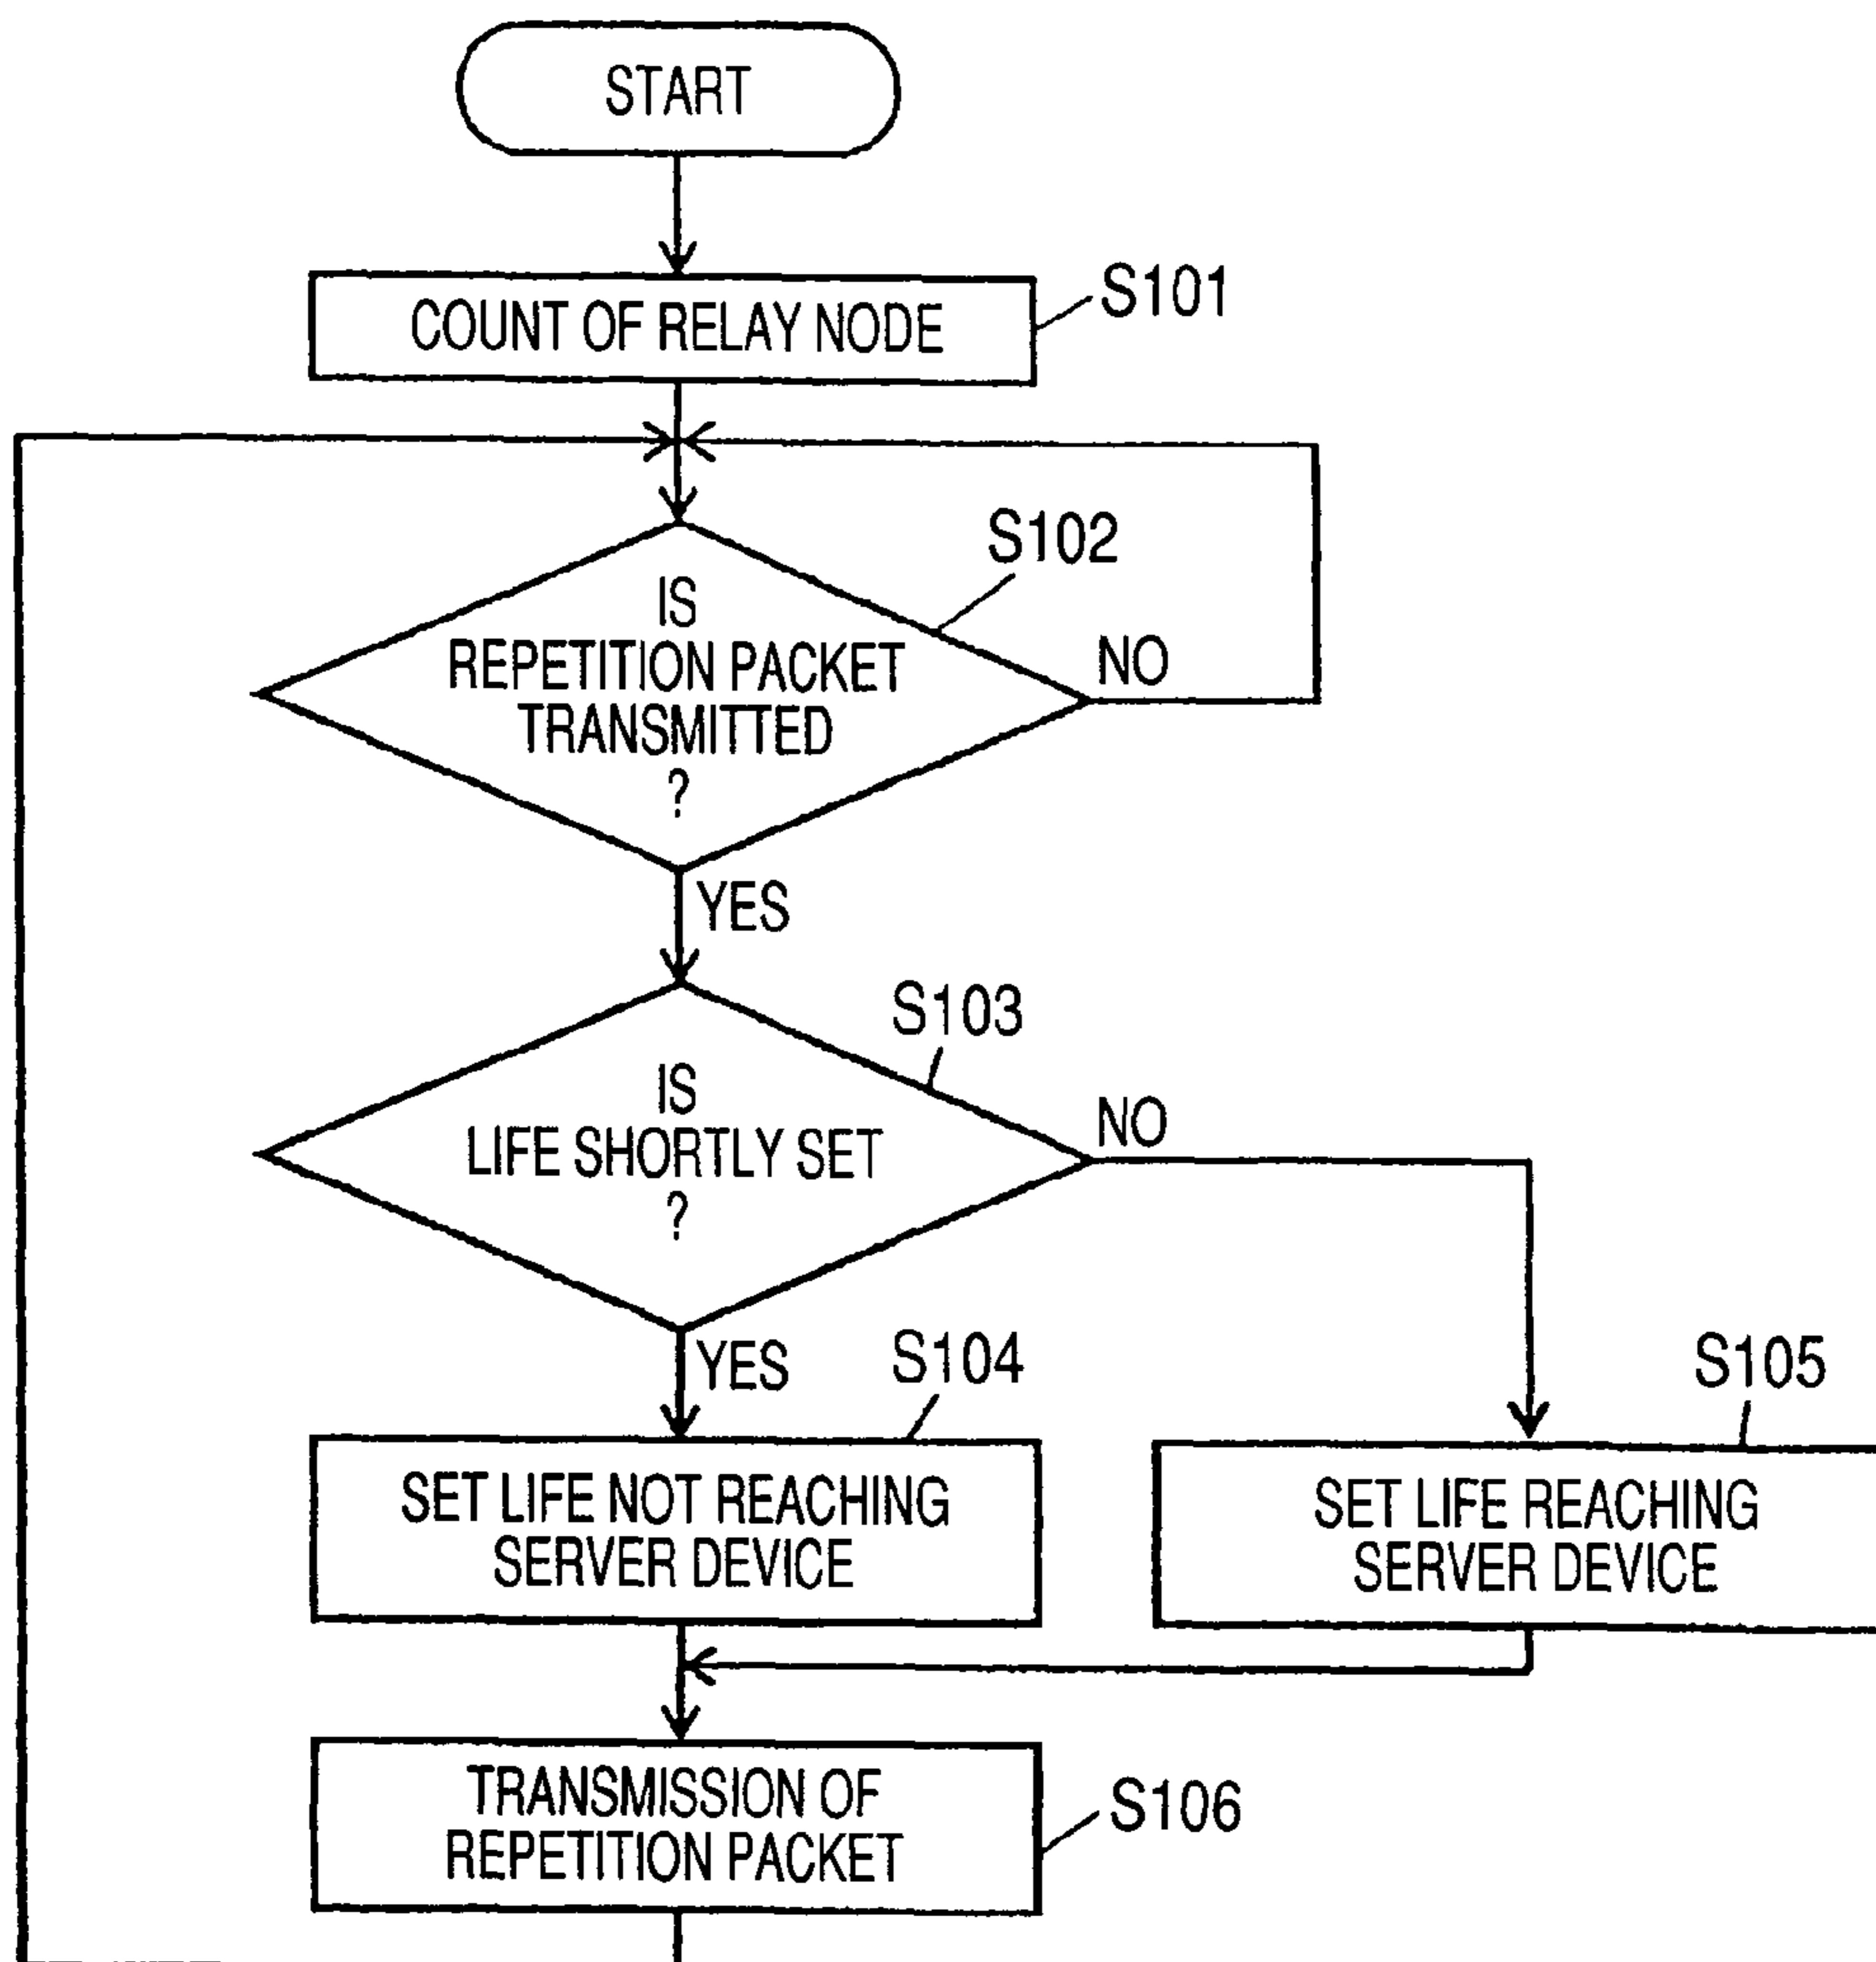 START
COUNT OF RELAY NODE
S101
S102
IS
REPETITION PACKET
TRANSMITTED
?
NO
YES
S103
IS
LIFE SHORTLY SET
?
NO
YES
S104
SET LIFE NOT REACHING
SERVER DEVICE
S105
SET LIFE REACHING
SERVER DEVICE
TRANSMISSION OF
REPETITION PACKET
S106